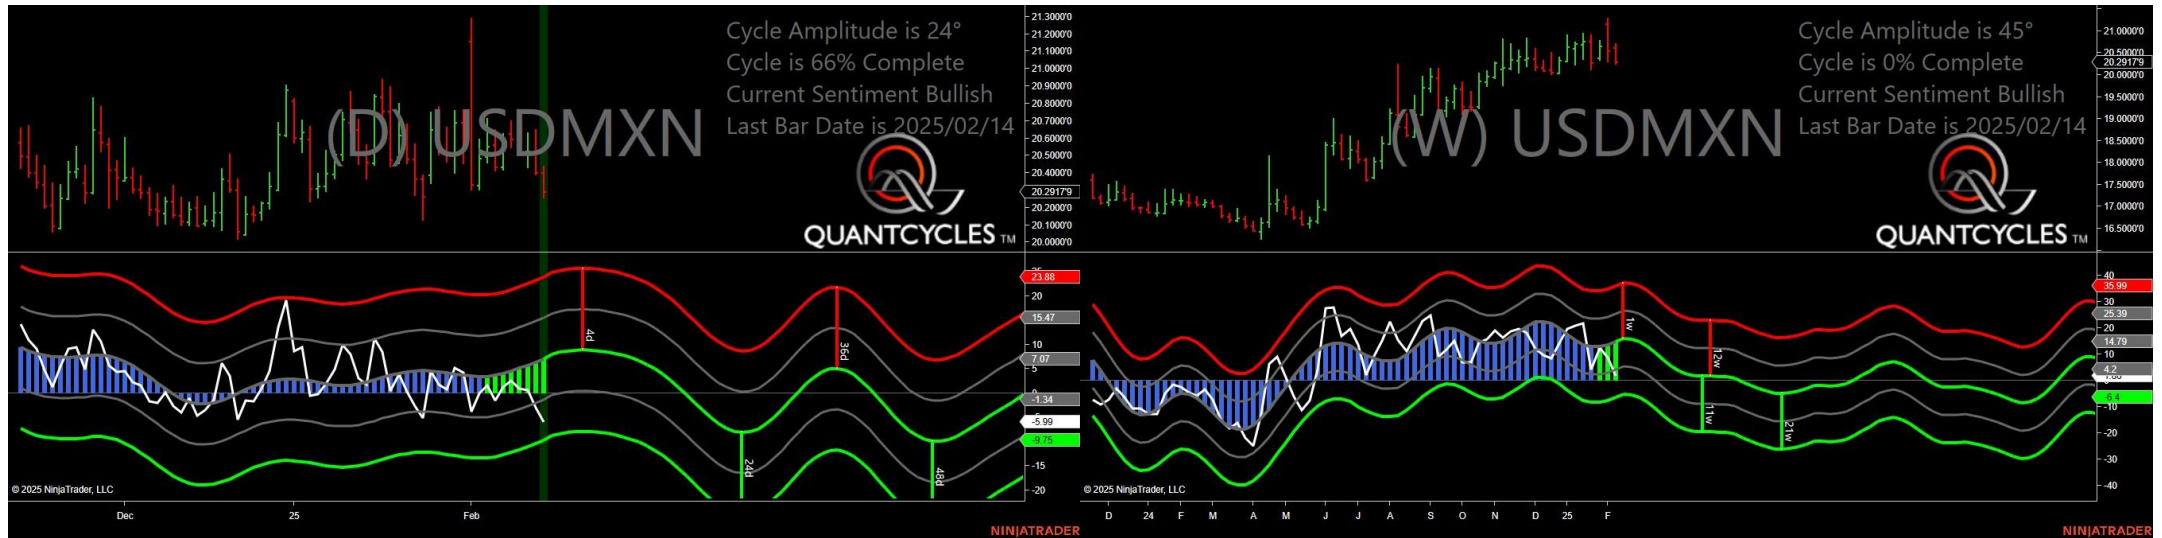 Cycle Amplitude is 24°
Cycle is 66% Complete
Current Sentiment Bullish
Last Bar Date is 2025/02/14
(D) USDMXN
QUANTCYCLES TM
21.3000'0
21.2000'0
21.1000'0
21.0000'0
20.9000'0
20.8000'0
20.7000'0
20.6000'0
20.5000'0
20.4000'0
20.2917'9
20.2000'0
20.1000'0
20.0000'0
23.88
20
15.47
10
7.07
5
0
-1.34
-5.99
-9.75
-15
-20
4d
24d
36d
48d
© 2025 NinjaTrader, LLC
Dec
25
Feb
NINJATRADER
Cycle Amplitude is 45°
Cycle is 0% Complete
Current Sentiment Bullish
Last Bar Date is 2025/02/14
(W) USDMXN
QUANTCYCLES TM
21.0000'0
20.5000'0
20.2917'9
20.0000'0
19.5000'0
19.0000'0
18.5000'0
18.0000'0
17.5000'0
17.0000'0
16.5000'0
40
35.99
30
25.39
20
14.79
10
4.2
-6.4
-10
-20
-30
-40
1w
12w
11w
21w
© 2025 NinjaTrader, LLC
D
24
F
M
A
M
J
J
A
S
O
N
D
25
F
NINJATRADER